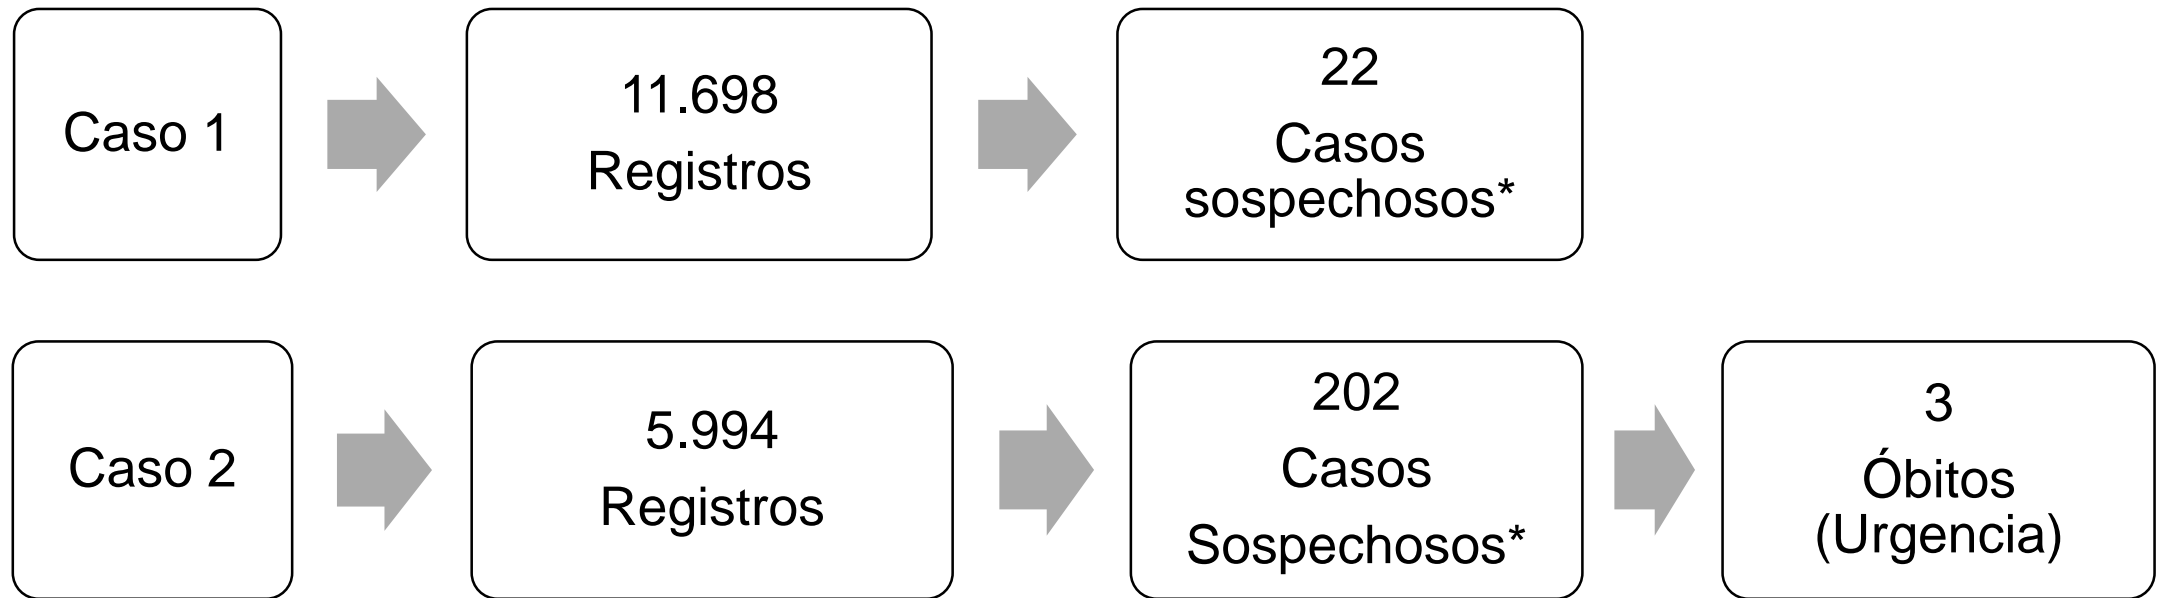 Caso 1
11.698
Registros
22
Casos
sospechosos*
Caso 2
5.994
Registros
202
Casos
Sospechosos*
3
Óbitos
(Urgencia)